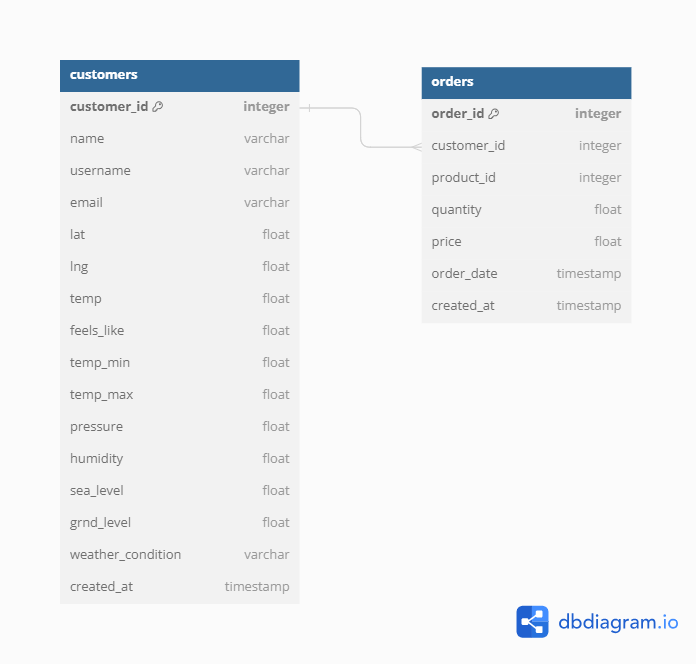 customers
customer_id integer
name varchar
username varchar
email varchar
lat float
lng float
temp float
feels_like float
temp_min float
temp_max float
pressure float
humidity float
sea_level float
grnd_level float
weather_condition varchar
created_at timestamp
orders
order_id integer
customer_id integer
product_id integer
quantity float
price float
order_date timestamp
created_at timestamp
dbdiagram.io